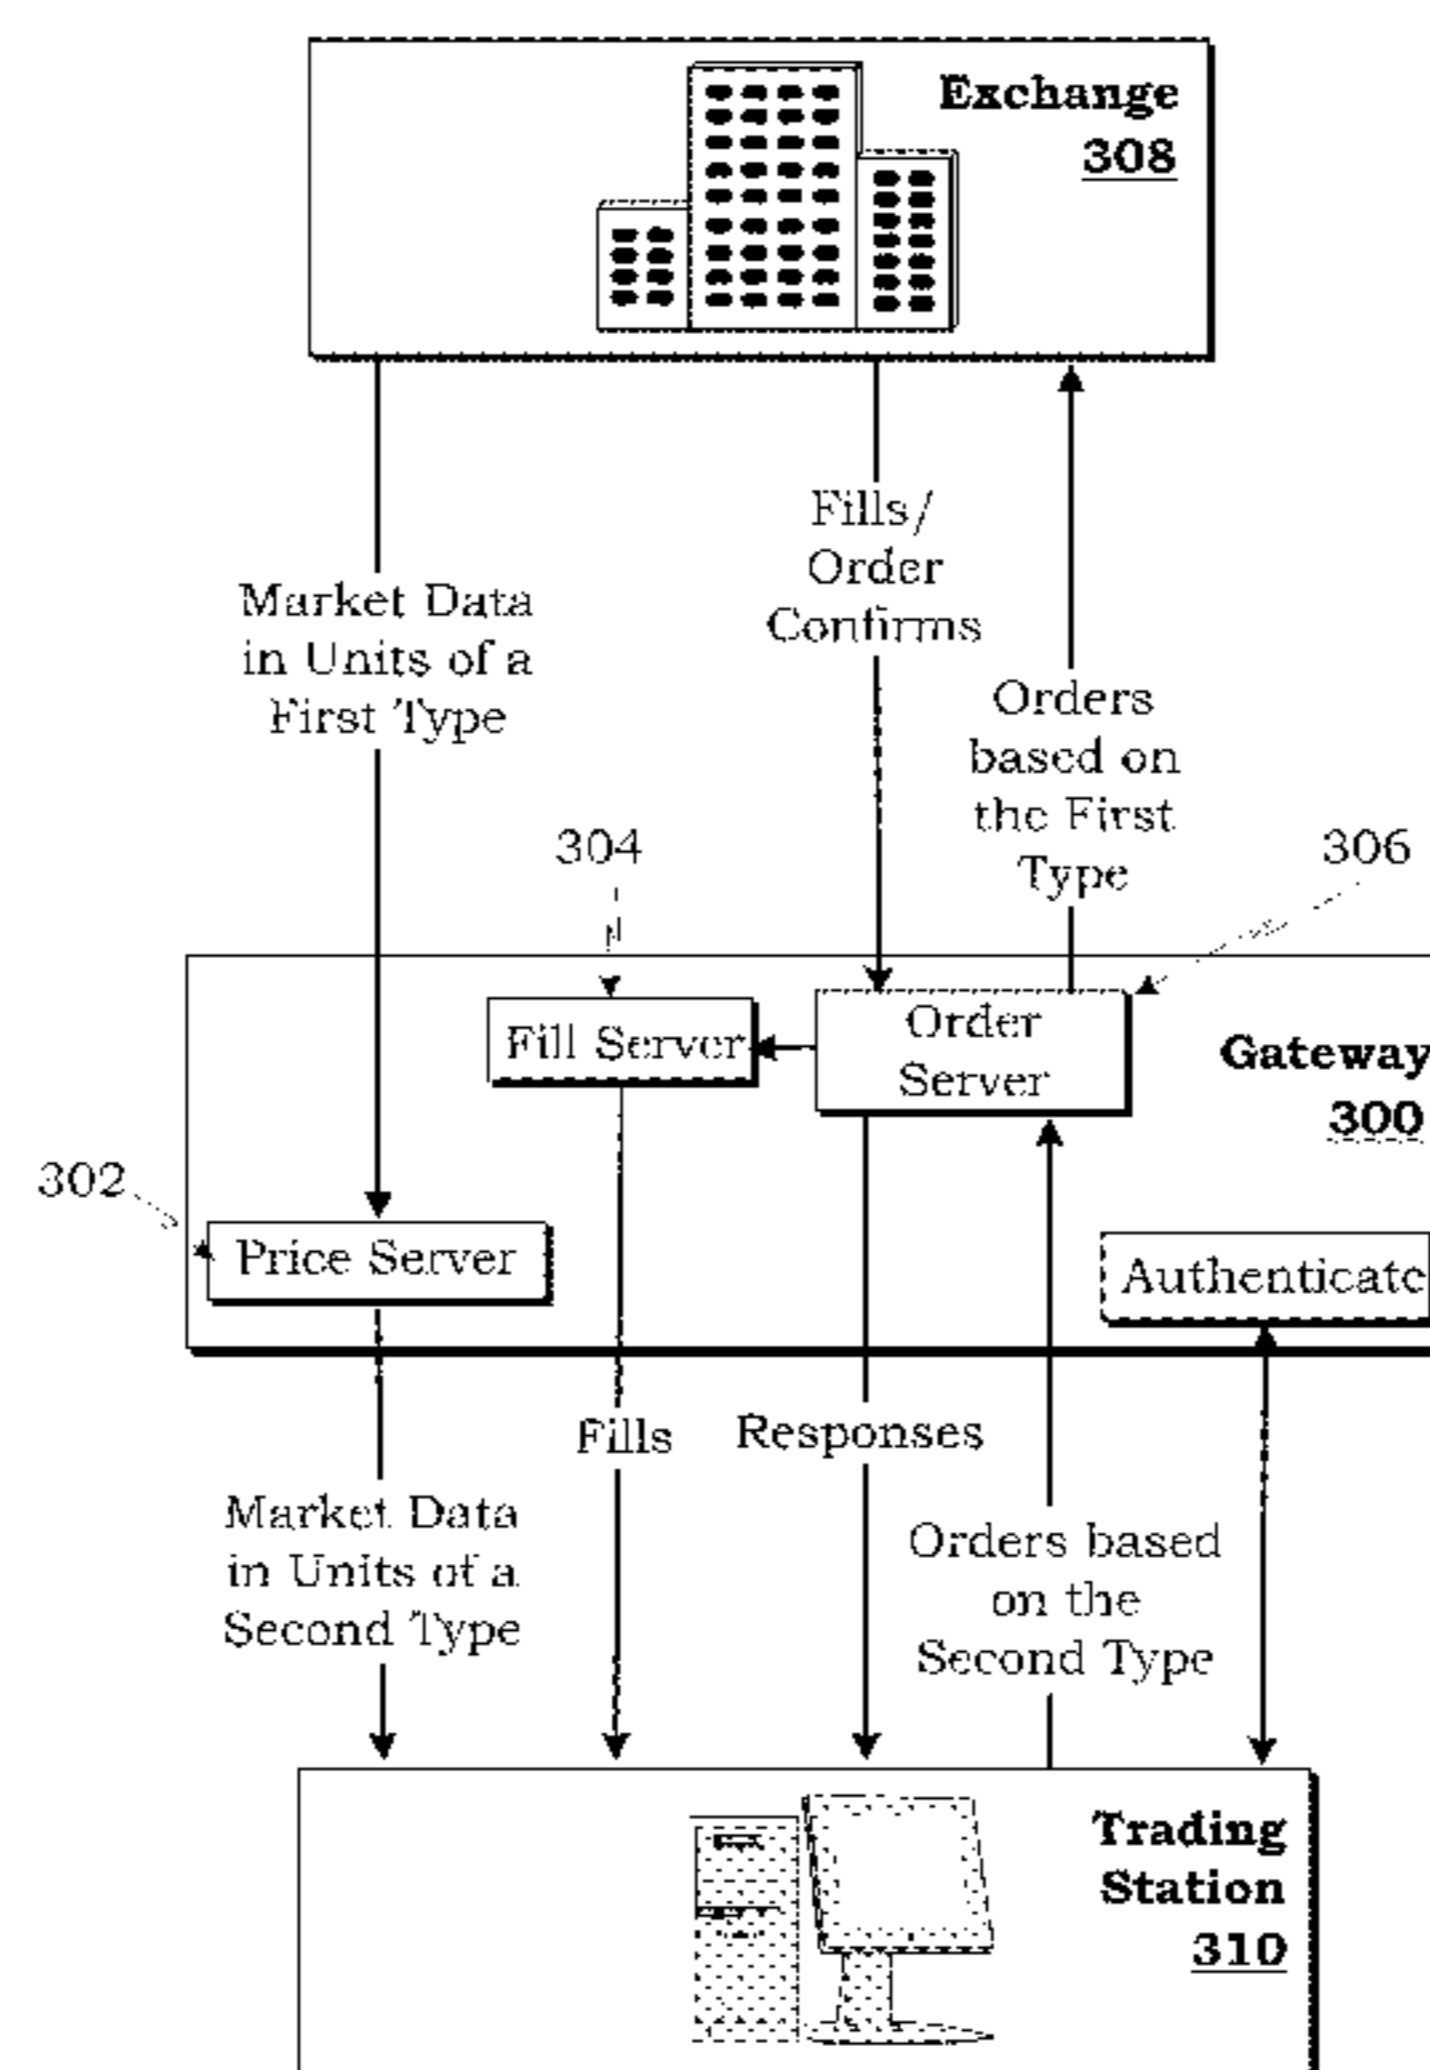 Exchange
308
Fills/
Order
Confirms
Market Data
in Units of a
First Type
Orders
based on
the First
Type
304
306
Fill Server
Order
Server
Gateway
300
302
Price Server
Authenticate
Fills
Responses
Market Data
in Units of a
Second Type
Orders based
on the
Second Type
Trading
Station
310